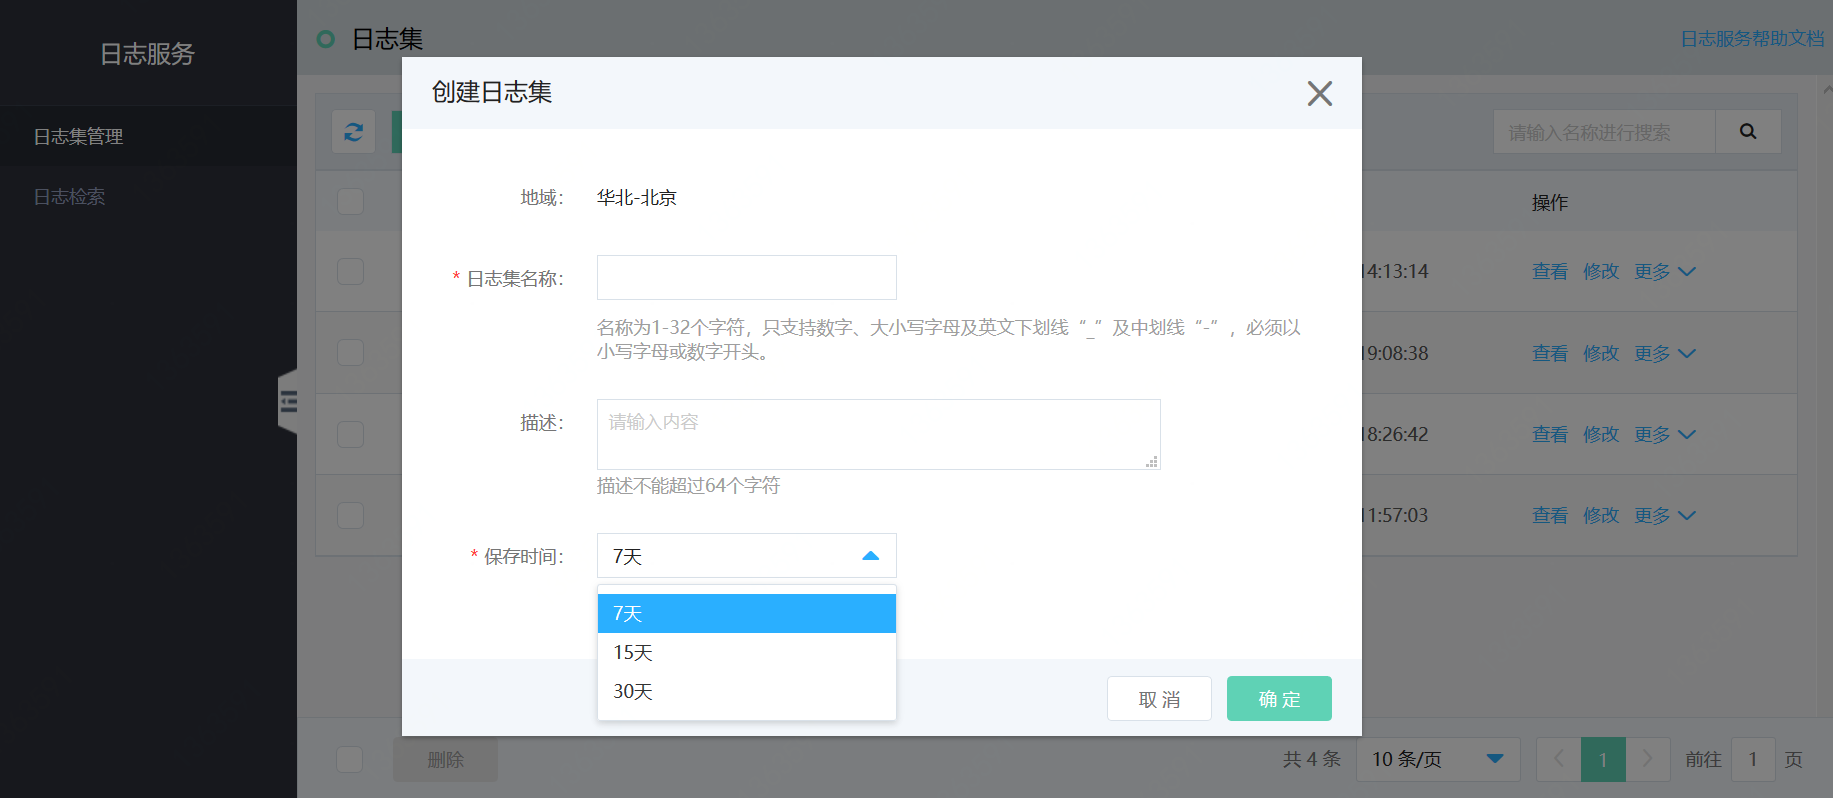 日志服务
日志集管理
日志检索
日志集
日志服务帮助文档
请输入名称进行搜索
操作
4:13:14 查看 修改 更多
9:08:38 查看 修改 更多
8:26:42 查看 修改 更多
1:57:03 查看 修改 更多
创建日志集
地域： 华北-北京
* 日志集名称：
名称为1-32个字符，只支持数字、大小写字母及英文下划线“_”及中划线“-”，必须以
小写字母或数字开头。
描述： 请输入内容
描述不能超过64个字符
* 保存时间： 7天
7天
15天
30天
取消 确定
删除 共 4 条 10 条/页 1 前往 1 页